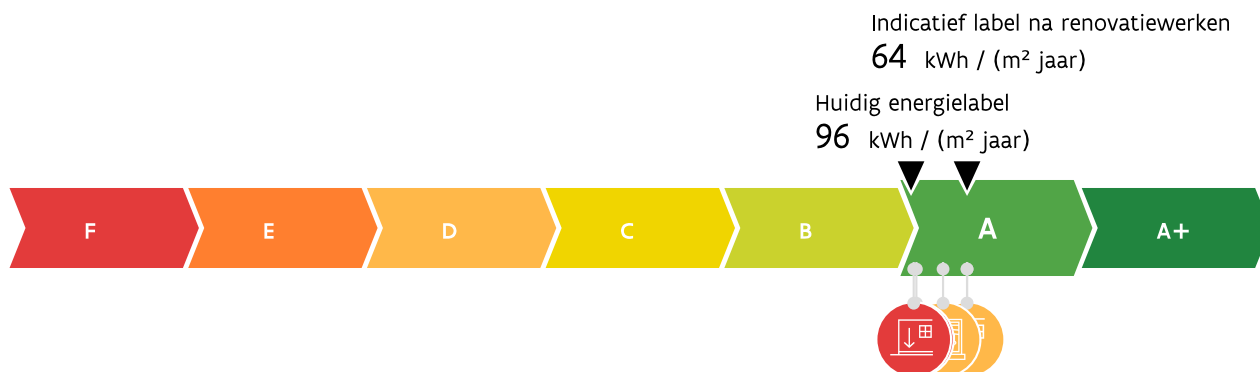 Indicatief label na renovatiewerken
64 kWh / (m² jaar)
Huidig energielabel
96 kWh / (m² jaar)
F E D C B A A+